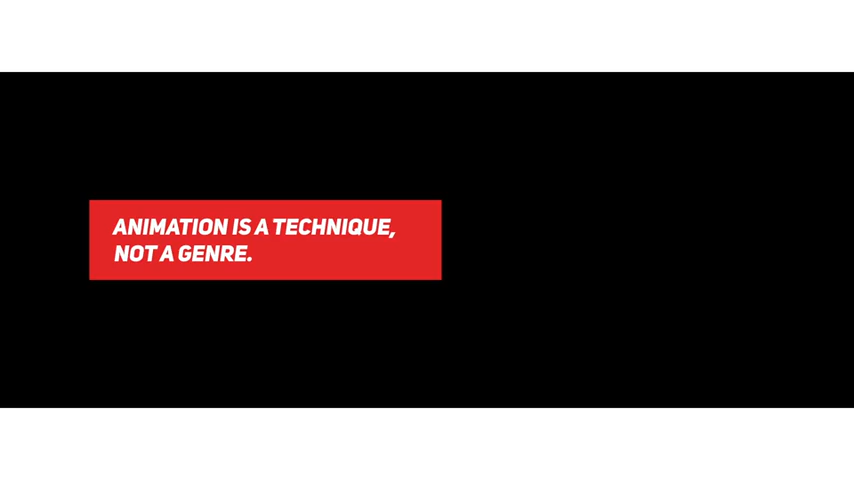 ANIMATION IS A TECHNIQUE,
NOT A GENRE.